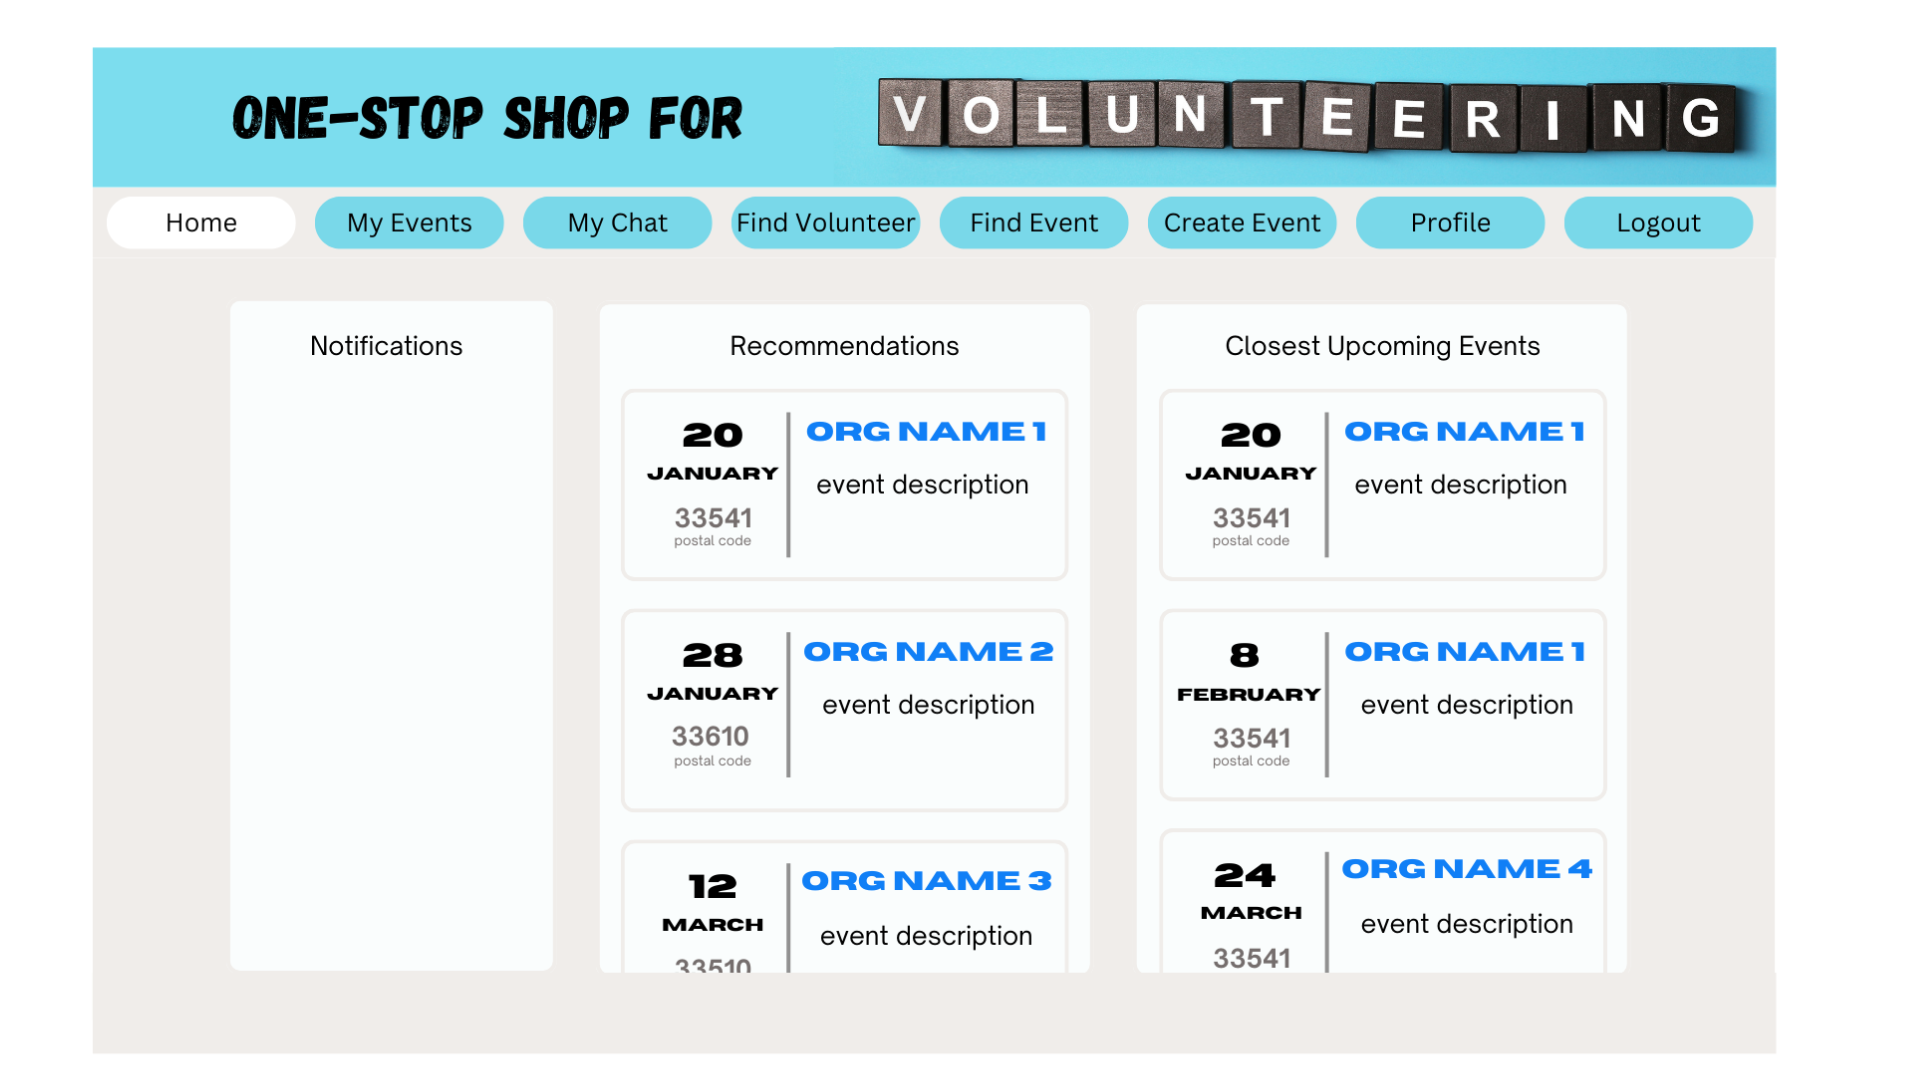 ONE-STOP SHOP FOR VOLUNTEERING
Home My Events My Chat Find Volunteer Find Event Create Event Profile Logout
Notifications
Recommendations
20
JANUARY
33541
postal code
ORG NAME 1
event description
28
JANUARY
33610
postal code
ORG NAME 2
event description
12
MARCH
33510
ORG NAME 3
event description
Closest Upcoming Events
20
JANUARY
33541
postal code
ORG NAME 1
event description
8
FEBRUARY
33541
postal code
ORG NAME 1
event description
24
MARCH
33541
ORG NAME 4
event description